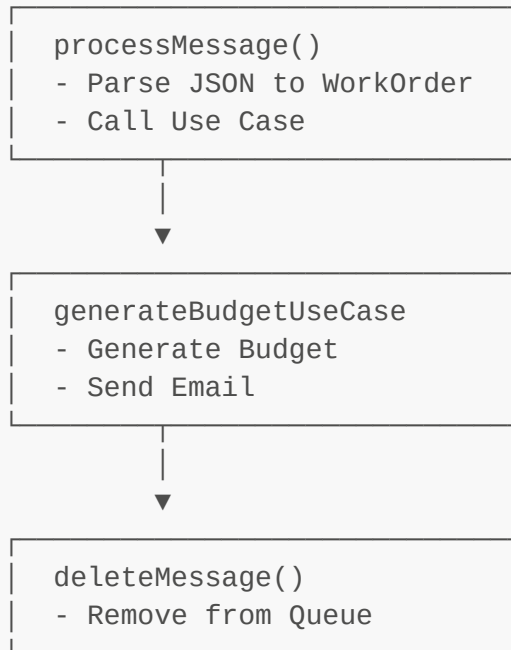 processMessage()
- Parse JSON to WorkOrder
- Call Use Case
generateBudgetUseCase
- Generate Budget
- Send Email
deleteMessage()
- Remove from Queue